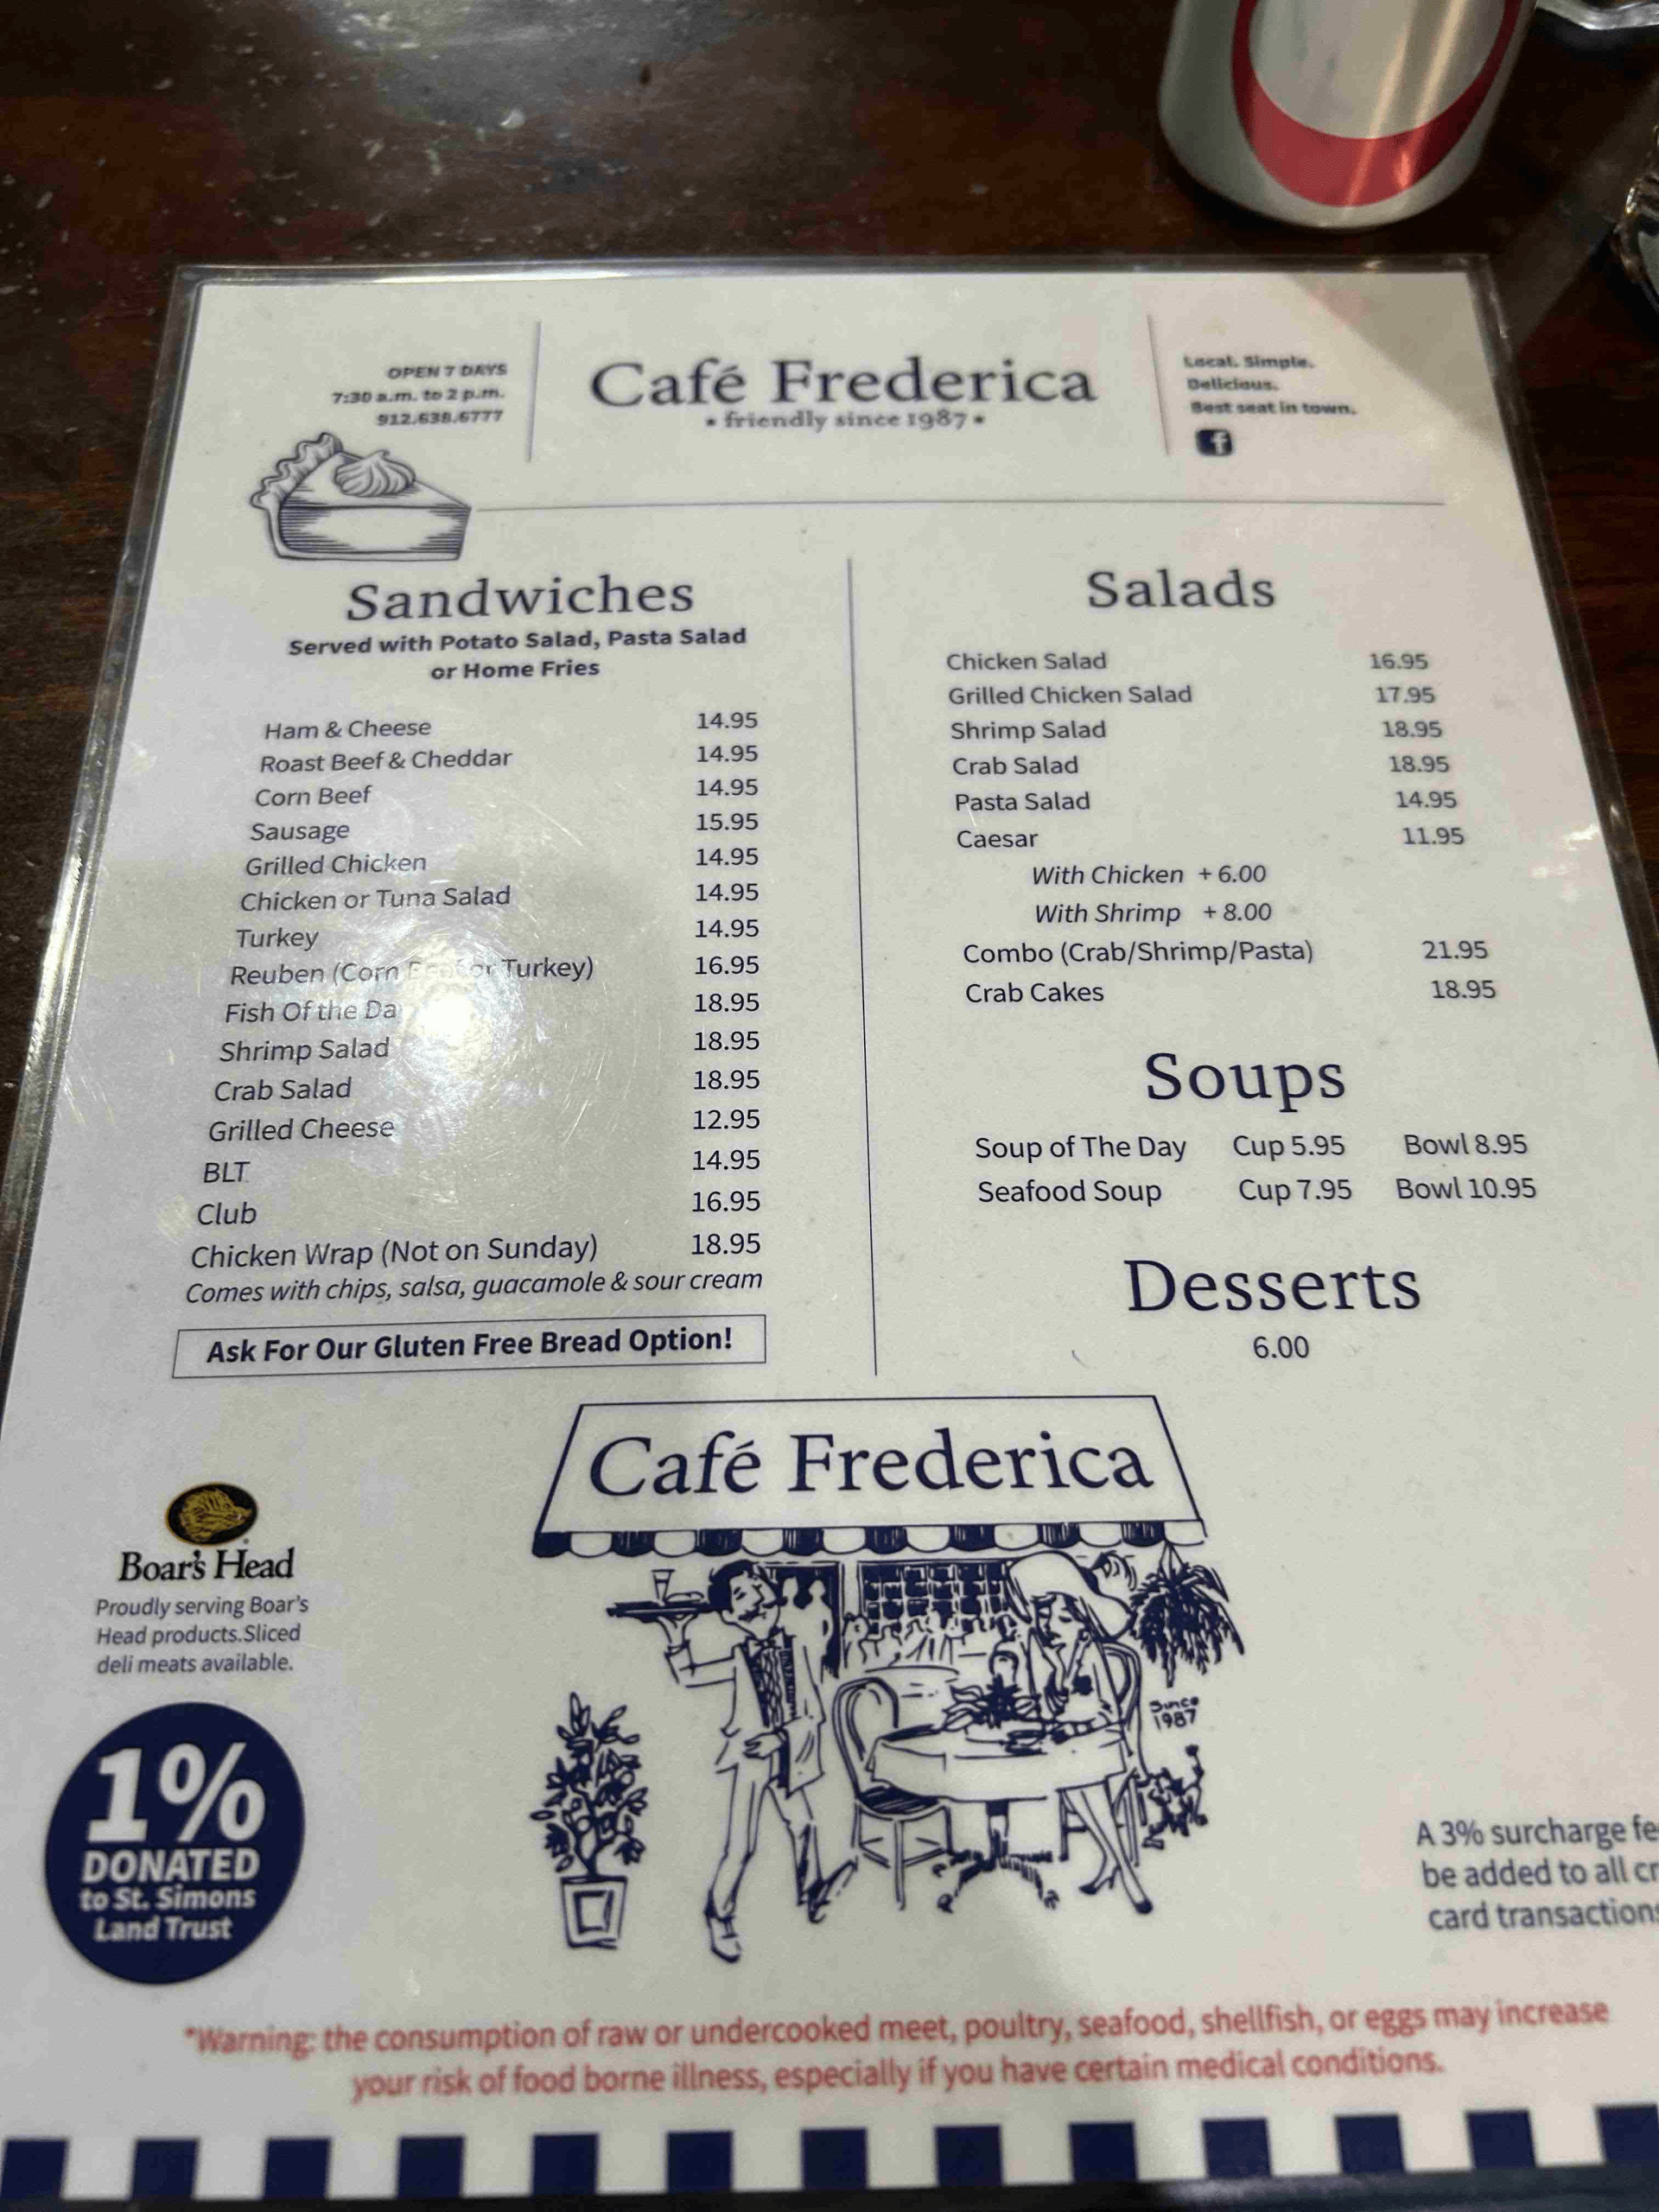 OPEN 7 DAYS
7:30 a.m. to 2 p.m.
912.638.6777
Café Frederica
• friendly since 1987 •
Local. Simple.
Delicious.
Best seat in town.
f
Sandwiches
Served with Potato Salad, Pasta Salad
or Home Fries
Ham & Cheese 14.95
Roast Beef & Cheddar 14.95
Corn Beef 14.95
Sausage 15.95
Grilled Chicken 14.95
Chicken or Tuna Salad 14.95
Turkey 14.95
Reuben (Corn Beef or Turkey) 16.95
Fish Of the Da 18.95
Shrimp Salad 18.95
Crab Salad 18.95
Grilled Cheese 12.95
BLT 14.95
Club 16.95
Chicken Wrap (Not on Sunday) 18.95
Comes with chips, salsa, guacamole & sour cream
Ask For Our Gluten Free Bread Option!
Salads
Chicken Salad 16.95
Grilled Chicken Salad 17.95
Shrimp Salad 18.95
Crab Salad 18.95
Pasta Salad 14.95
Caesar 11.95
With Chicken + 6.00
With Shrimp + 8.00
Combo (Crab/Shrimp/Pasta) 21.95
Crab Cakes 18.95
Soups
Soup of The Day Cup 5.95 Bowl 8.95
Seafood Soup Cup 7.95 Bowl 10.95
Desserts
6.00
Café Frederica
Since
1987
Boar's Head
Proudly serving Boar's
Head products.Sliced
deli meats available.
1%
DONATED
to St. Simons
Land Trust
A 3% surcharge fe
be added to all cr
card transactions
*Warning: the consumption of raw or undercooked meet, poultry, seafood, shellfish, or eggs may increase
your risk of food borne illness, especially if you have certain medical conditions.